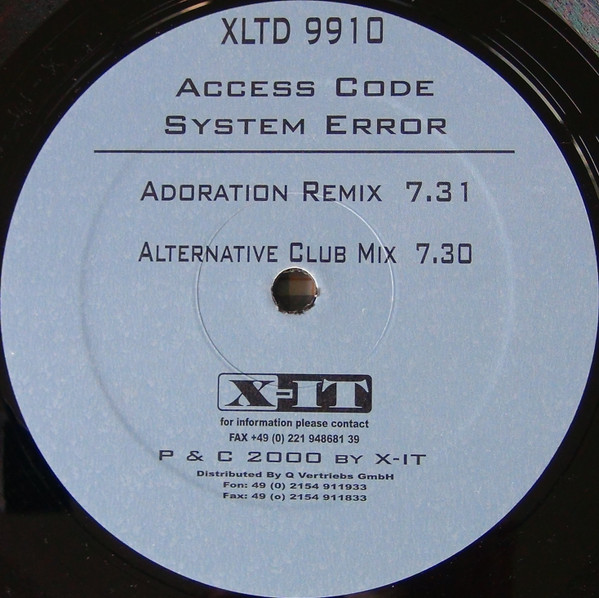 XLTD 9910
ACCESS CODE
SYSTEM ERROR
ADORATION REMIX 7.31
ALTERNATIVE CLUB MIX 7.30
X-IT
for information please contact
FAX +49 (0) 221 948681 39
P & C 2000 BY X-IT
Distributed By Q Vertriebs GmbH
Fon: 49 (0) 2154 911933
Fax: 49 (o) 2154 911833